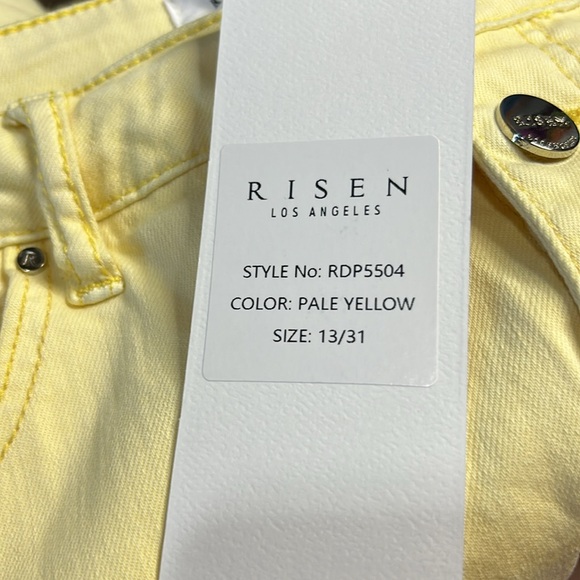 RISEN
LOS ANGELES
STYLE No: RDP5504
COLOR: PALE YELLOW
SIZE: 13/31